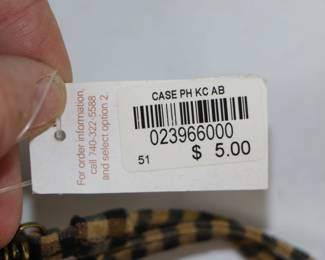 For order information,
call 740-322-5588
and select option 2
CASE PH KC AB
023966000
51
$ 5.00